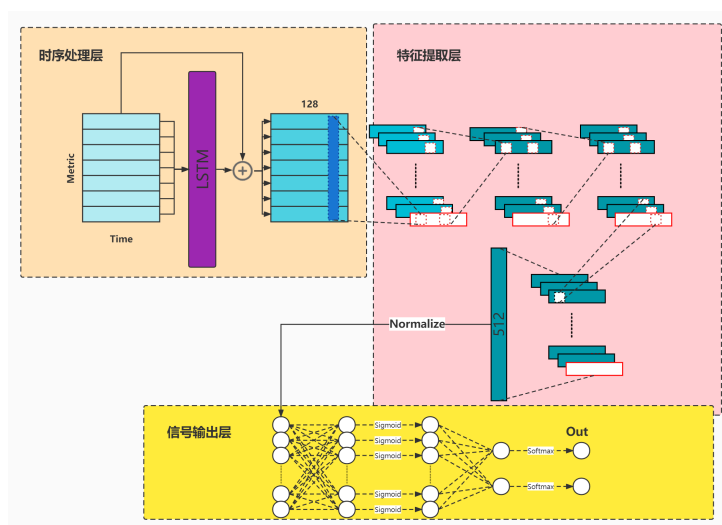 时序处理层
特征提取层
128
Metric
LSTM
Time
512
Normalize
信号输出层
Out
Sigmoid
Sigmoid
Sigmoid
Softmax
Softmax
Sigmoid
Sigmoid